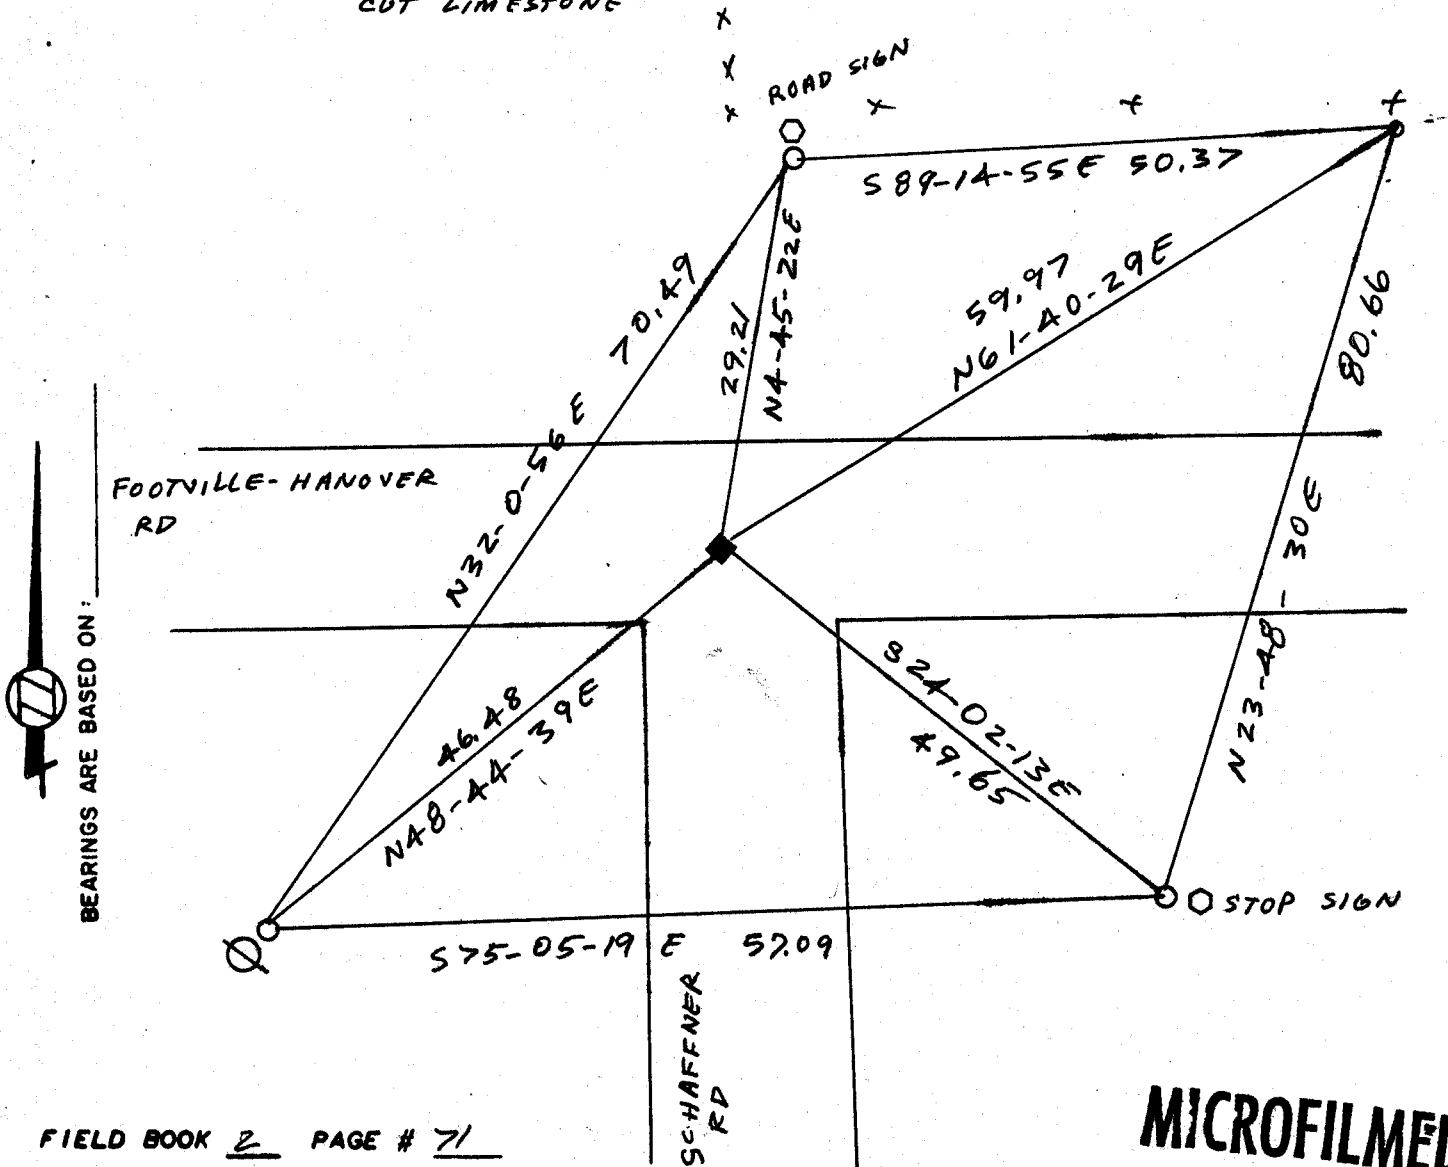 CUT LIMESTONE
ROAD SIGN
S89-14-55E 50.37
70.49
N32-0-56E
29.21
N4-45-22E
59.97
N61-40-29E
80.66
N23-48-30E
FOOTVILLE-HANOVER
RD
BEARINGS ARE BASED ON:
46.48
N48-44-39E
S24-02-13E
49.65
STOP SIGN
S75-05-19E 57.09
SCHAFFNER
RD
FIELD BOOK 2 PAGE # 71
MICROFILMED